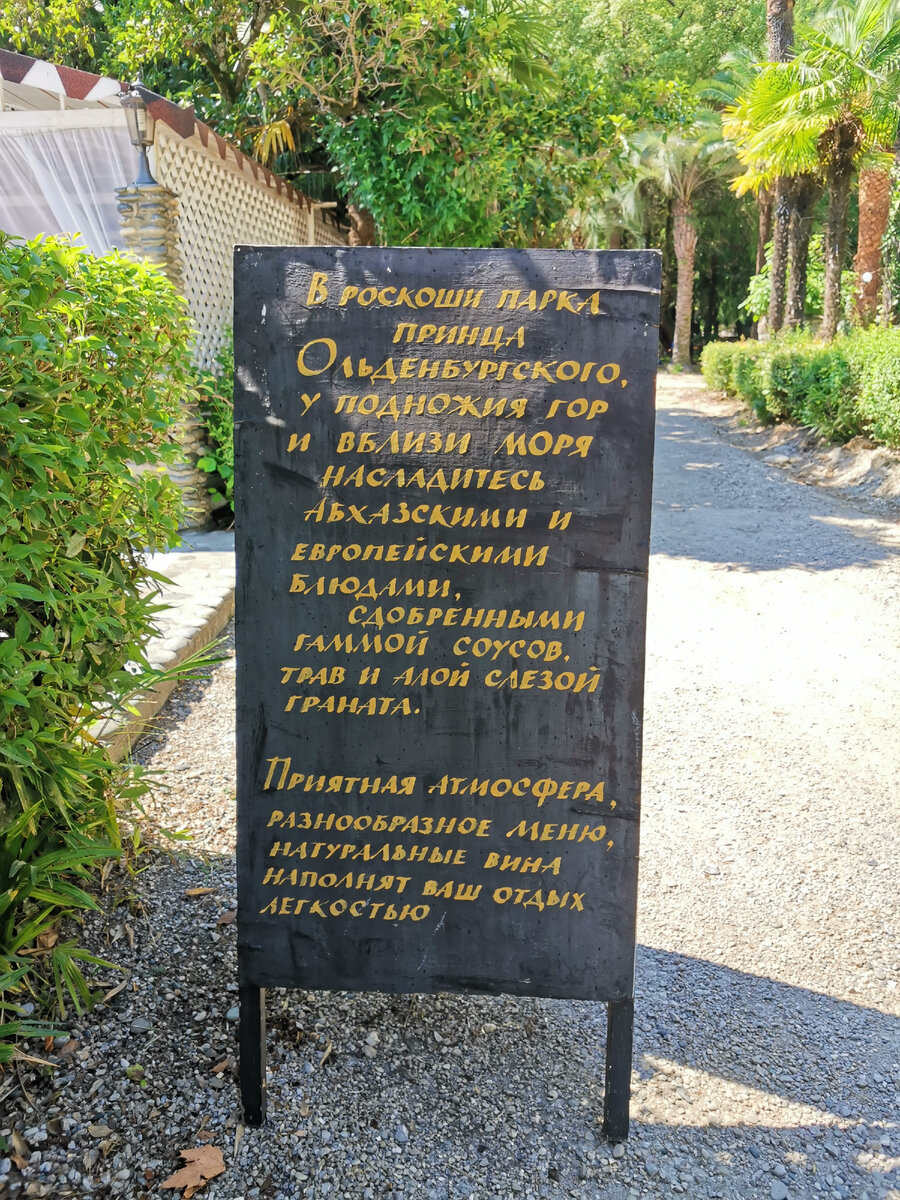 В роскоши парка
принца
Ольденбургского,
у подножия гор
и вблизи моря
насладитесь
Абхазскими и
европейскими
блюдами,
сдобренными
гаммой соусов,
трав и алой слезой
граната.
Приятная атмосфера,
разнообразное меню,
натуральные вина
наполнят ваш отдых
легкостью